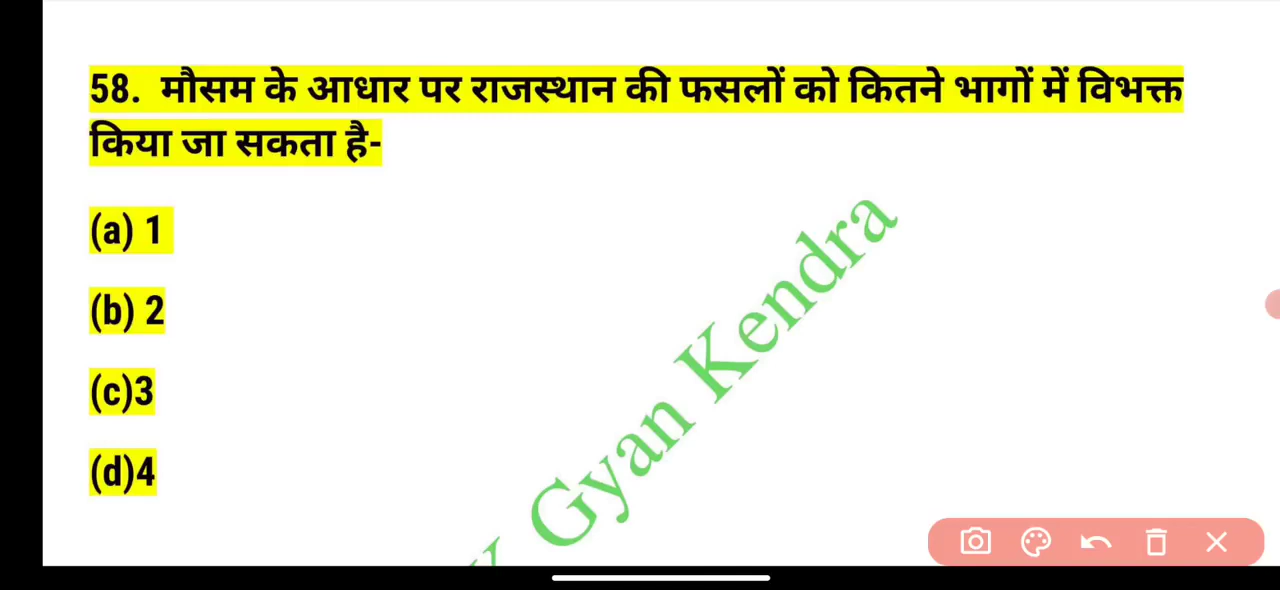 58. मौसम के आधार पर राजस्थान की फसलों को कितने भागों में विभक्त
किया जा सकता है-
(a) 1
(b) 2
(c)3
(d)4
Gyan Kendra